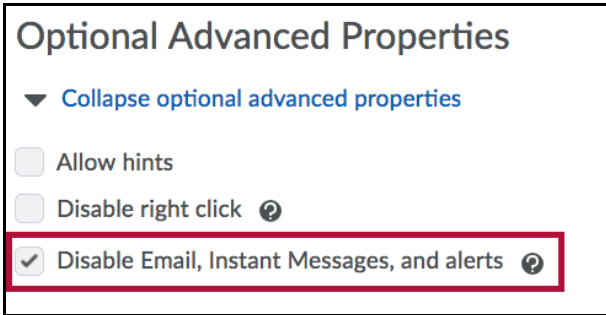 Optional Advanced Properties
Collapse optional advanced properties
Allow hints
Disable right click ?
Disable Email, Instant Messages, and alerts ?